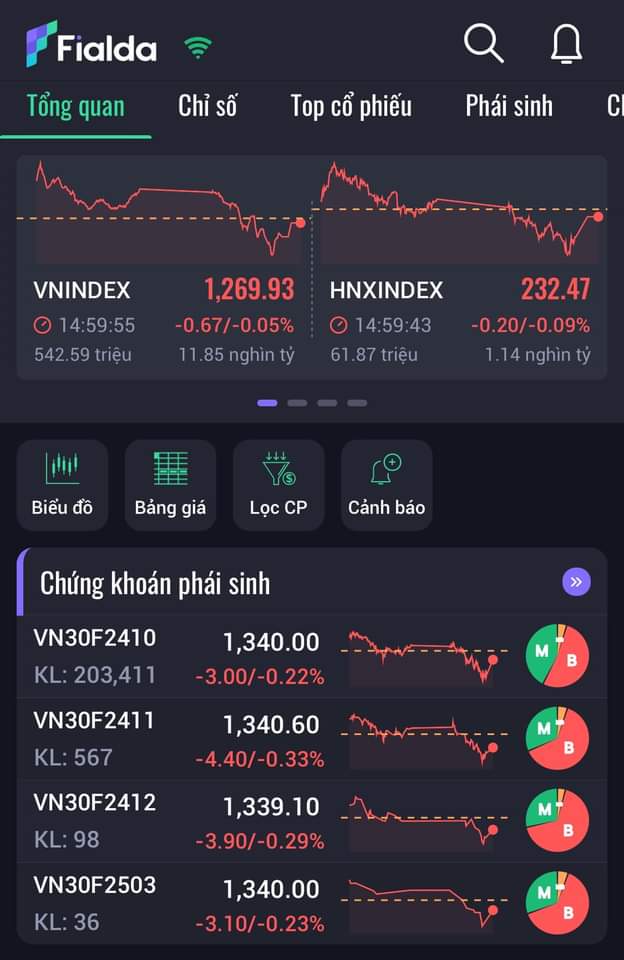 Fialda
Tổng quan Chỉ số Top cổ phiếu Phái sinh
VNINDEX 1,269.93
14:59:55 -0.67/-0.05%
542.59 triệu 11.85 nghìn tỷ
HNXINDEX 232.47
14:59:43 -0.20/-0.09%
61.87 triệu 1.14 nghìn tỷ
Biểu đồ Bảng giá Lọc CP Cảnh báo
Chứng khoán phái sinh
VN30F2410 1,340.00 M B
KL: 203,411 -3.00/-0.22%
VN30F2411 1,340.60 M B
KL: 567 -4.40/-0.33%
VN30F2412 1,339.10 M B
KL: 98 -3.90/-0.29%
VN30F2503 1,340.00 M B
KL: 36 -3.10/-0.23%